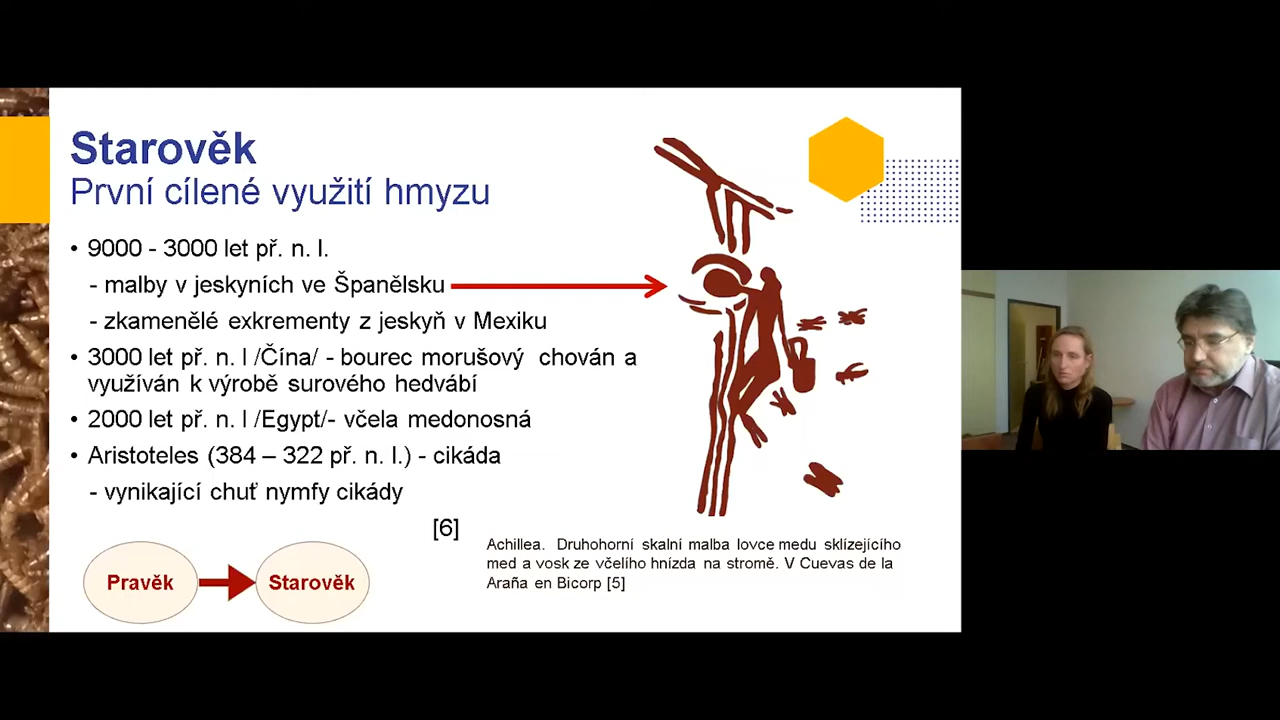 Starověk
První cílené využití hmyzu
• 9000 - 3000 let př. n. l.
- malby v jeskyních ve Španělsku
- zkamenělé exkrementy z jeskyň v Mexiku
• 3000 let př. n. l /Čína/ - bourec morušový chován a
využíván k výrobě surového hedvábí
• 2000 let př. n. l /Egypt/- včela medonosná
• Aristoteles (384 – 322 př. n. l.) - cikáda
- vynikající chuť nymfy cikády
[6]
Achillea. Druhohorní skalní malba lovce medu sklízejícího
med a vosk ze včelího hnízda na stromě. V Cuevas de la
Araña en Bicorp [5]
Pravěk
Starověk